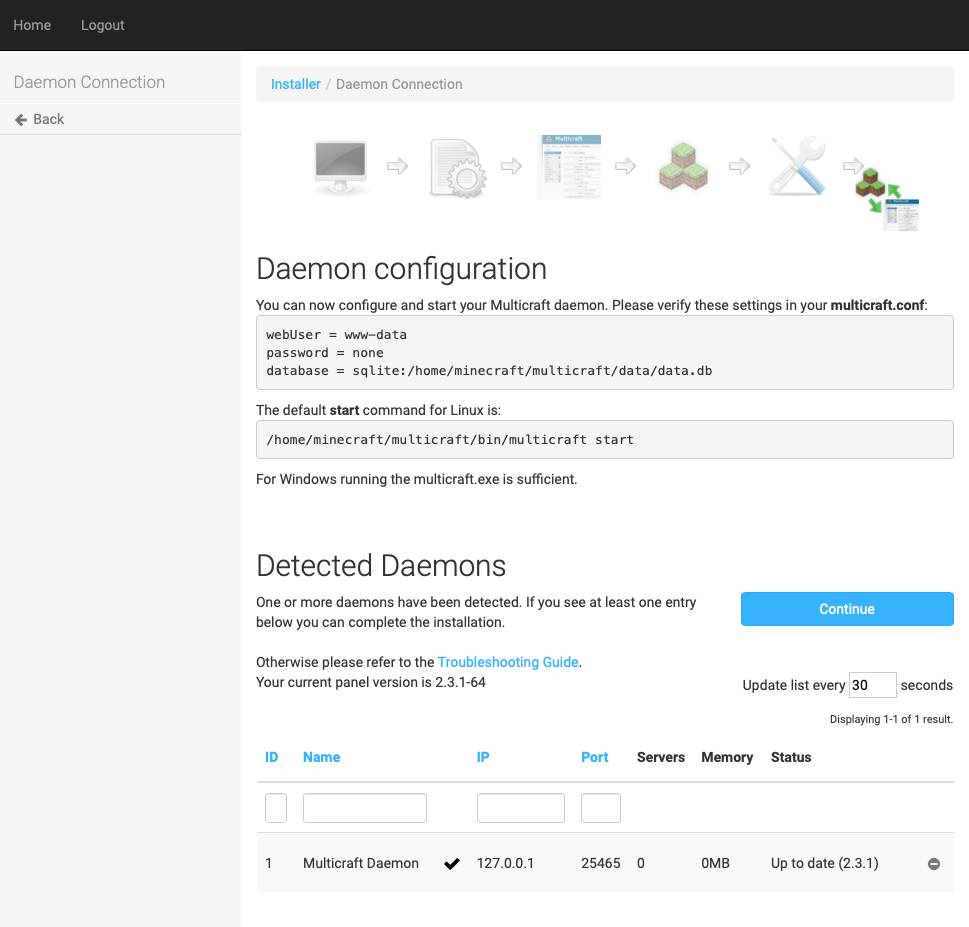 Home Logout
Daemon Connection
Back
Installer / Daemon Connection
Multicraft
Daemon configuration
You can now configure and start your Multicraft daemon. Please verify these settings in your multicraft.conf:
webUser = www-data
password = none
database = sqlite:/home/minecraft/multicraft/data/data.db
The default start command for Linux is:
/home/minecraft/multicraft/bin/multicraft start
For Windows running the multicraft.exe is sufficient.
Detected Daemons
One or more daemons have been detected. If you see at least one entry
below you can complete the installation.
Continue
Otherwise please refer to the Troubleshooting Guide.
Your current panel version is 2.3.1-64
Update list every 30 seconds
Displaying 1-1 of 1 result.
ID Name IP Port Servers Memory Status
1 Multicraft Daemon 127.0.0.1 25465 0 0MB Up to date (2.3.1)